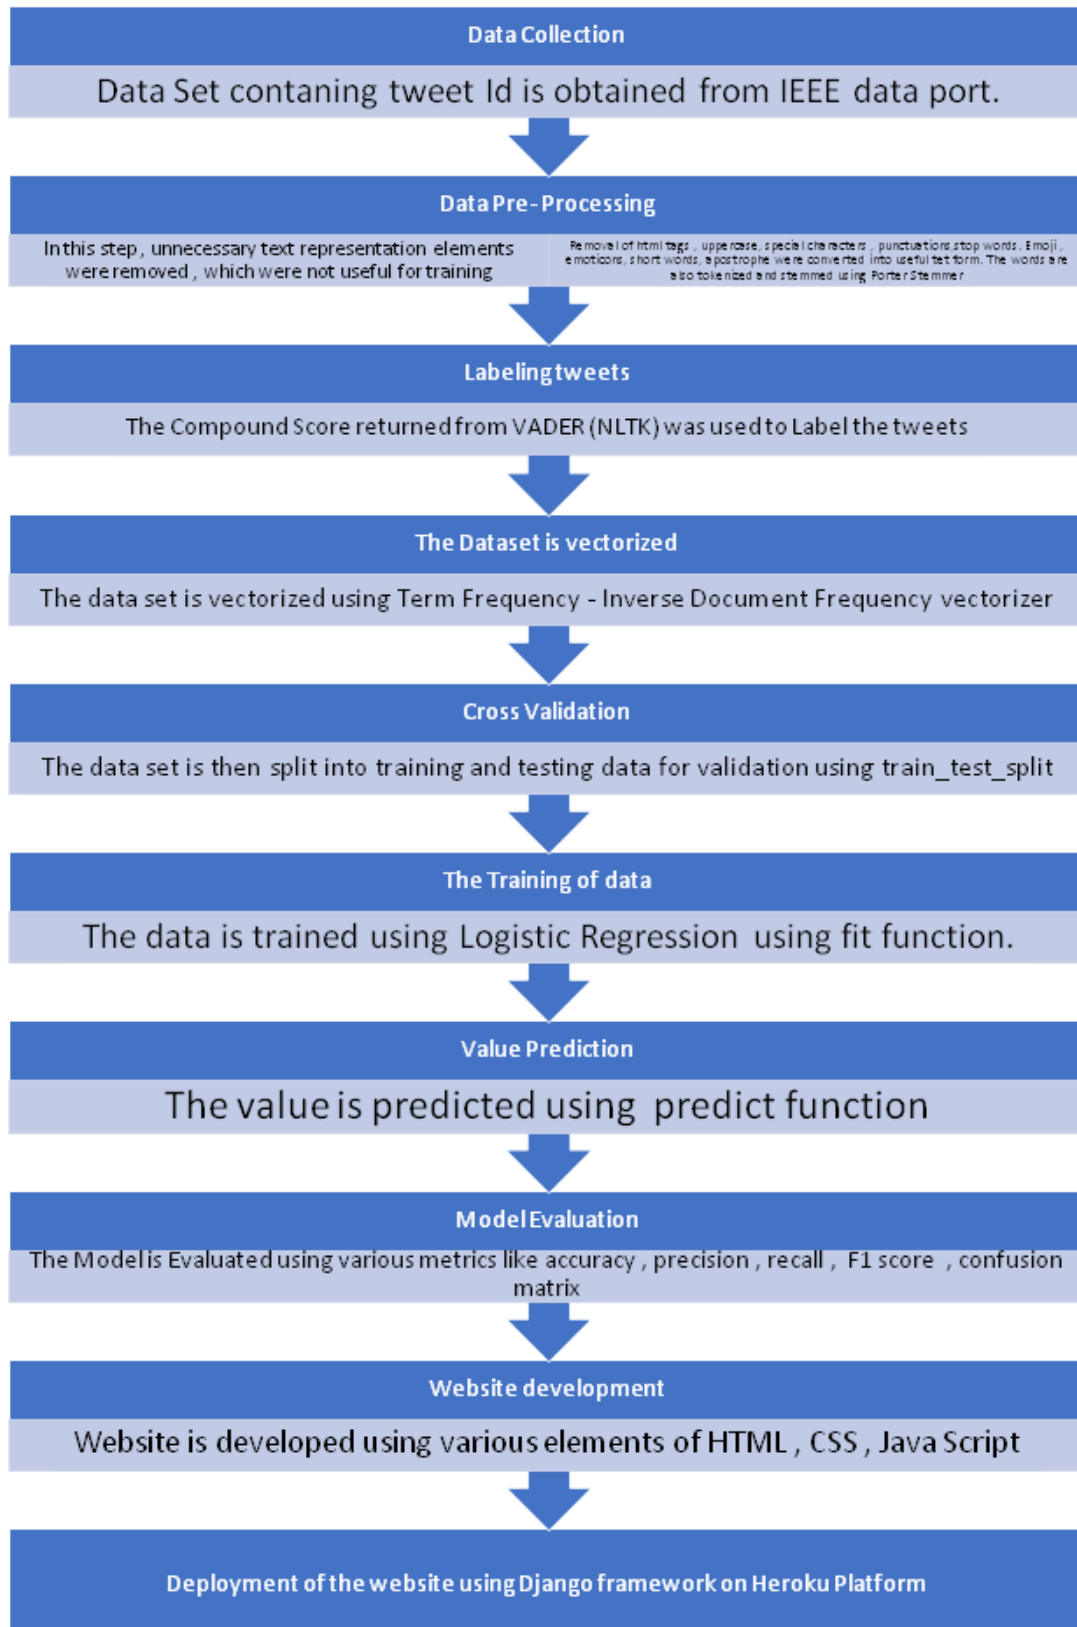 Data Collection
Data Set contaning tweet Id is obtained from IEEE data port.
Data Pre- Processing
In this step , unnecessary text representation elements
were removed , which were not useful for training
Removal of html tags , uppercase, special characters , punctuations,stop words. Emoji ,
emoticons, short words, apostrophe were converted into useful tet form. The words are
also tokenized and stemmed using Porter Stemmer
Labeling tweets
The Compound Score returned from VADER (NLTK) was used to Label the tweets
The Dataset is vectorized
The data set is vectorized using Term Frequency - Inverse Document Frequency vectorizer
Cross Validation
The data set is then split into training and testing data for validation using train_test_split
The Training of data
The data is trained using Logistic Regression using fit function.
Value Prediction
The value is predicted using predict function
Model Evaluation
The Model is Evaluated using various metrics like accuracy , precision , recall , F1 score , confusion
matrix
Website development
Website is developed using various elements of HTML , CSS , Java Script
Deployment of the website using Django framework on Heroku Platform